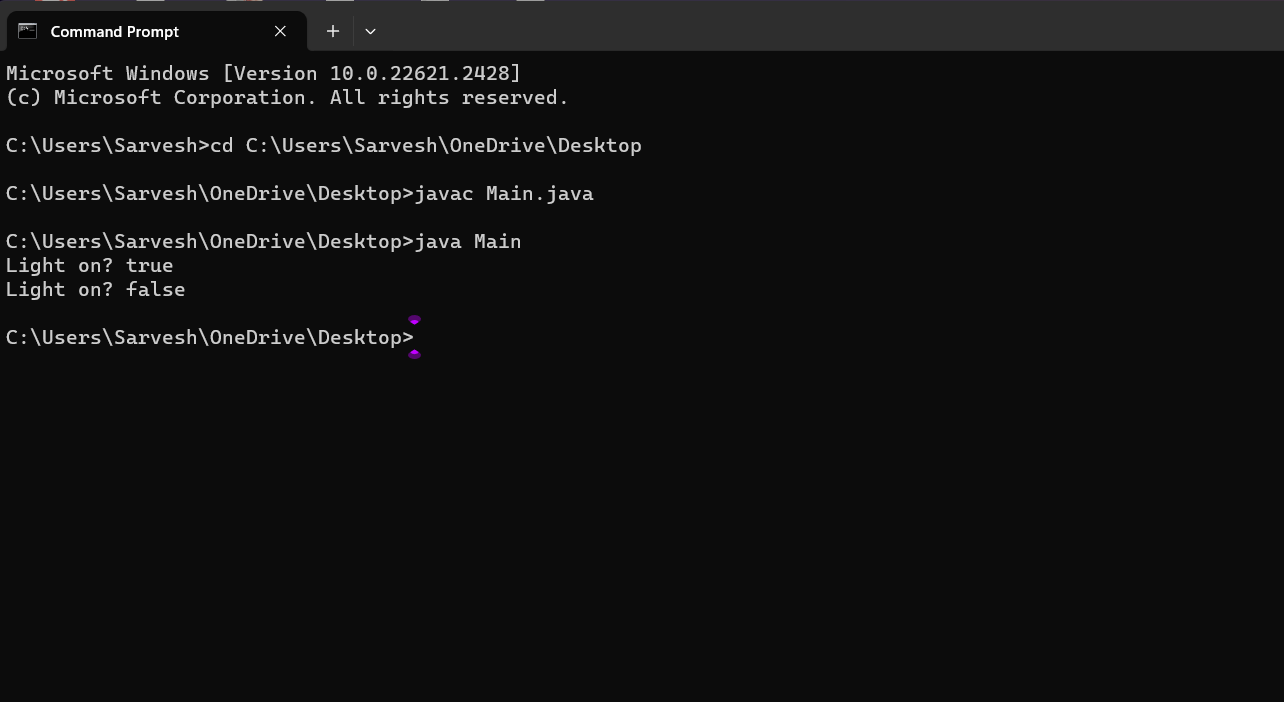 Command Prompt
Microsoft Windows [Version 10.0.22621.2428]
(c) Microsoft Corporation. All rights reserved.
C:\Users\Sarvesh>cd C:\Users\Sarvesh\OneDrive\Desktop
C:\Users\Sarvesh\OneDrive\Desktop>javac Main.java
C:\Users\Sarvesh\OneDrive\Desktop>java Main
Light on? true
Light on? false
C:\Users\Sarvesh\OneDrive\Desktop>